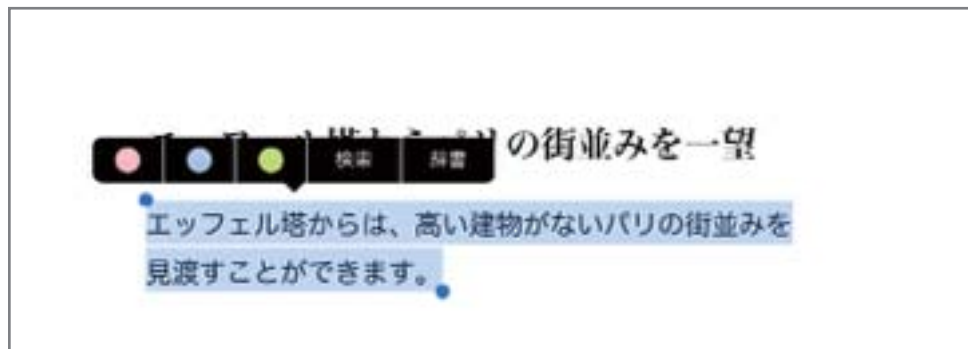 の街並みを一望
検索
辞書
エッフェル塔からは、高い建物がないパリの街並みを
見渡すことができます。